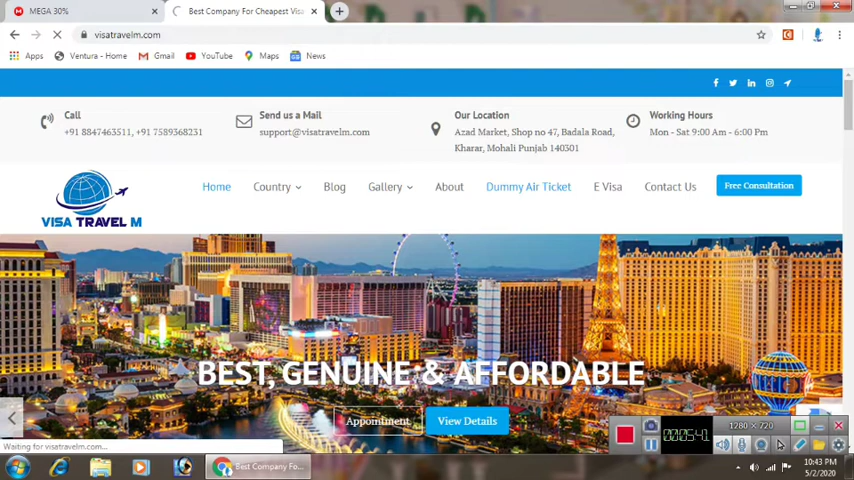 MEGA 30%
Best Company For Cheapest Visa
visatravelm.com
Apps Ventura - Home Gmail YouTube Maps News
Call
+91 8847463511, +91 7589368231
Send us a Mail
support@visatravelm.com
Our Location
Azad Market, Shop no 47, Badala Road,
Kharar, Mohali Punjab 140301
Working Hours
Mon - Sat 9:00 Am - 6:00 Pm
VISA TRAVEL M
Home Country Blog Gallery About Dummy Air Ticket E Visa Contact Us Free Consultation
BEST, GENUINE & AFFORDABLE
Appointment View Details
Waiting for visatravelm.com...
1280 × 720
000:5:41
Best Company Fo...
10:43 PM
5/2/2020